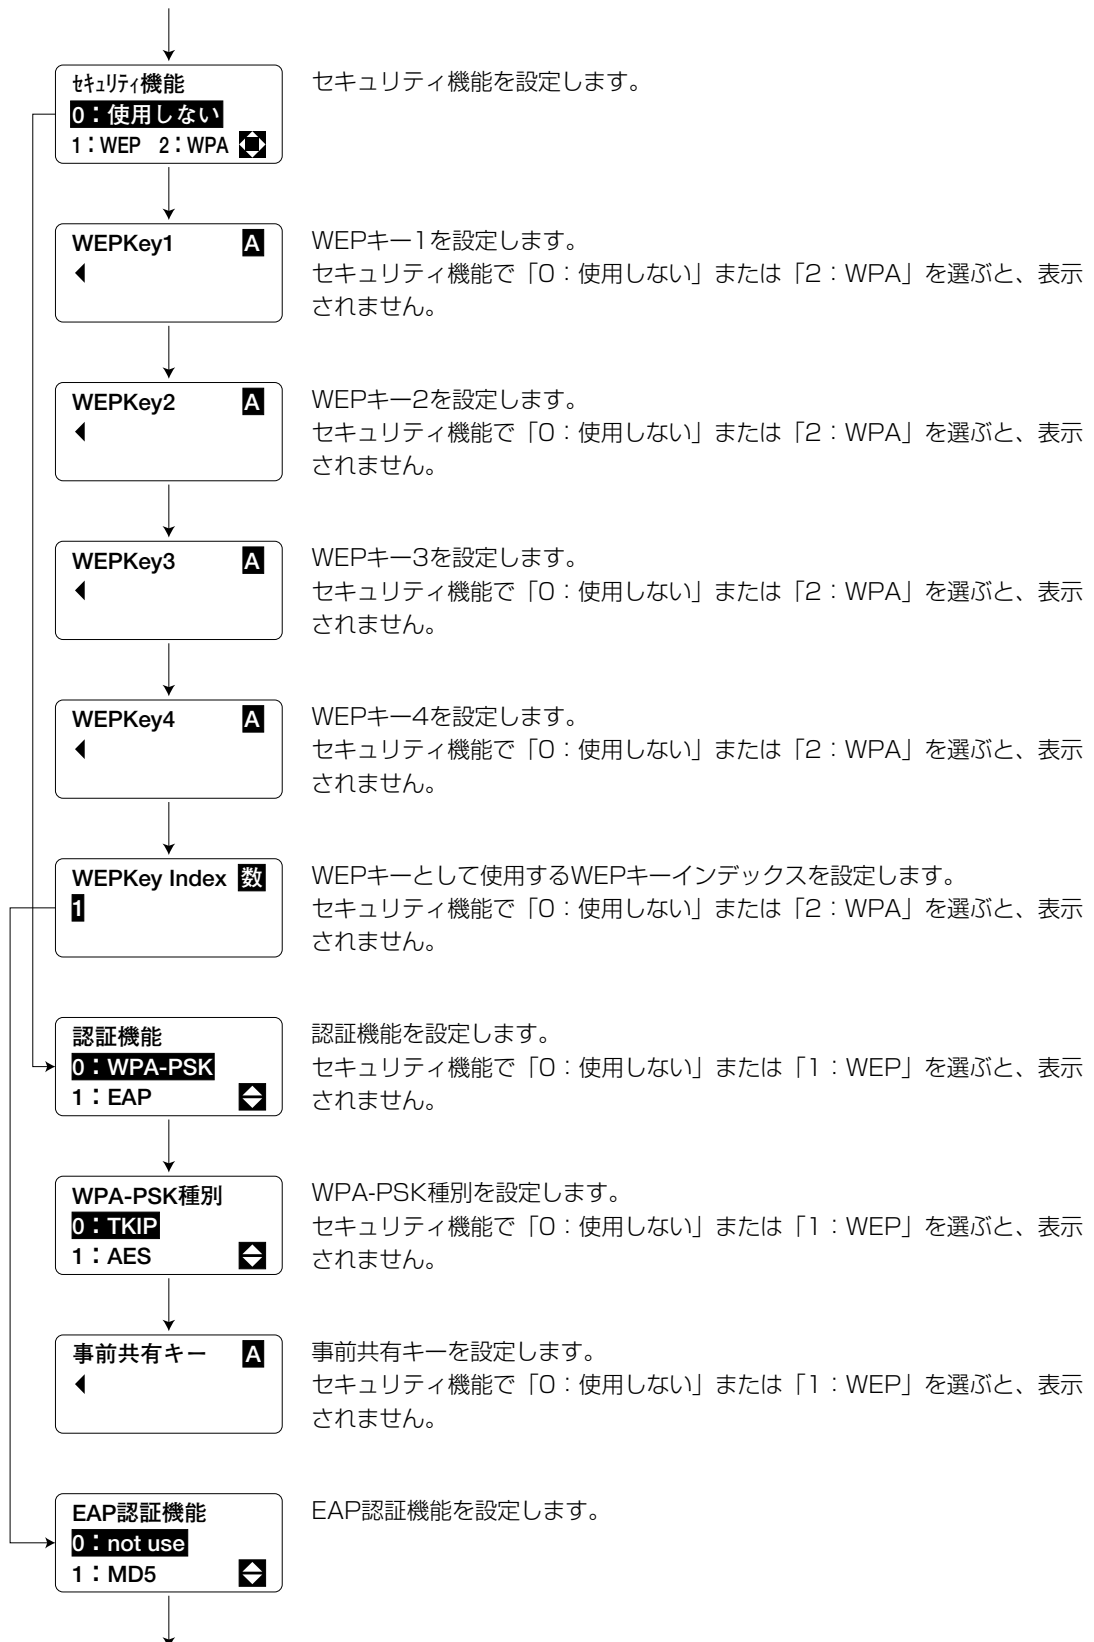 ｾｷｭﾘﾃｨ機能
0：使用しない
1：WEP 2：WPA
セキュリティ機能を設定します。
WEPKey1 A
WEPキー1を設定します。
セキュリティ機能で「0：使用しない」または「2：WPA」を選ぶと、表示
されません。
WEPKey2 A
WEPキー2を設定します。
セキュリティ機能で「0：使用しない」または「2：WPA」を選ぶと、表示
されません。
WEPKey3 A
WEPキー3を設定します。
セキュリティ機能で「0：使用しない」または「2：WPA」を選ぶと、表示
されません。
WEPKey4 A
WEPキー4を設定します。
セキュリティ機能で「0：使用しない」または「2：WPA」を選ぶと、表示
されません。
WEPKey Index 数
1
WEPキーとして使用するWEPキーインデックスを設定します。
セキュリティ機能で「0：使用しない」または「2：WPA」を選ぶと、表示
されません。
認証機能
0：WPA-PSK
1：EAP
認証機能を設定します。
セキュリティ機能で「0：使用しない」または「1：WEP」を選ぶと、表示
されません。
WPA-PSK種別
0：TKIP
1：AES
WPA-PSK種別を設定します。
セキュリティ機能で「0：使用しない」または「1：WEP」を選ぶと、表示
されません。
事前共有キー A
事前共有キーを設定します。
セキュリティ機能で「0：使用しない」または「1：WEP」を選ぶと、表示
されません。
EAP認証機能
0：not use
1：MD5
EAP認証機能を設定します。